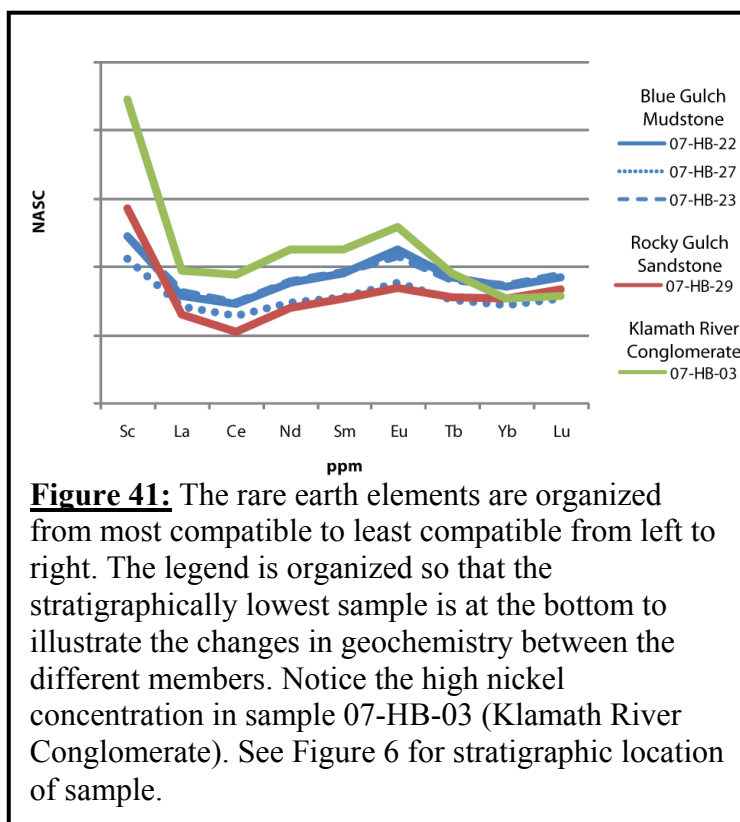 NASC
Sc La Ce Nd Sm Eu Tb Yb Lu
ppm
Blue Gulch
Mudstone
07-HB-22
07-HB-27
07-HB-23
Rocky Gulch
Sandstone
07-HB-29
Klamath River
Conglomerate
07-HB-03
Figure 41: The rare earth elements are organized
from most compatible to least compatible from left to
right. The legend is organized so that the
stratigraphically lowest sample is at the bottom to
illustrate the changes in geochemistry between the
different members. Notice the high nickel
concentration in sample 07-HB-03 (Klamath River
Conglomerate). See Figure 6 for stratigraphic location
of sample.